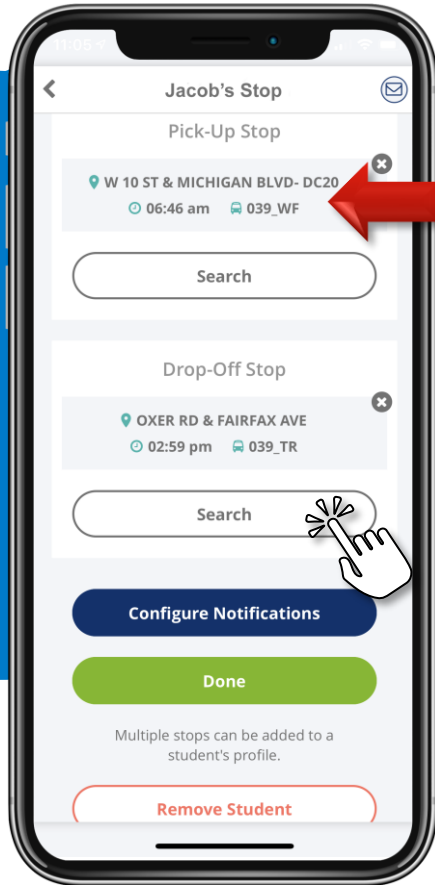 11:05
Jacob's Stop
Pick-Up Stop
W 10 ST & MICHIGAN BLVD- DC20
06:46 am 039_WF
Search
Drop-Off Stop
OXER RD & FAIRFAX AVE
02:59 pm 039_TR
Search
Configure Notifications
Done
Multiple stops can be added to a
student's profile.
Remove Student